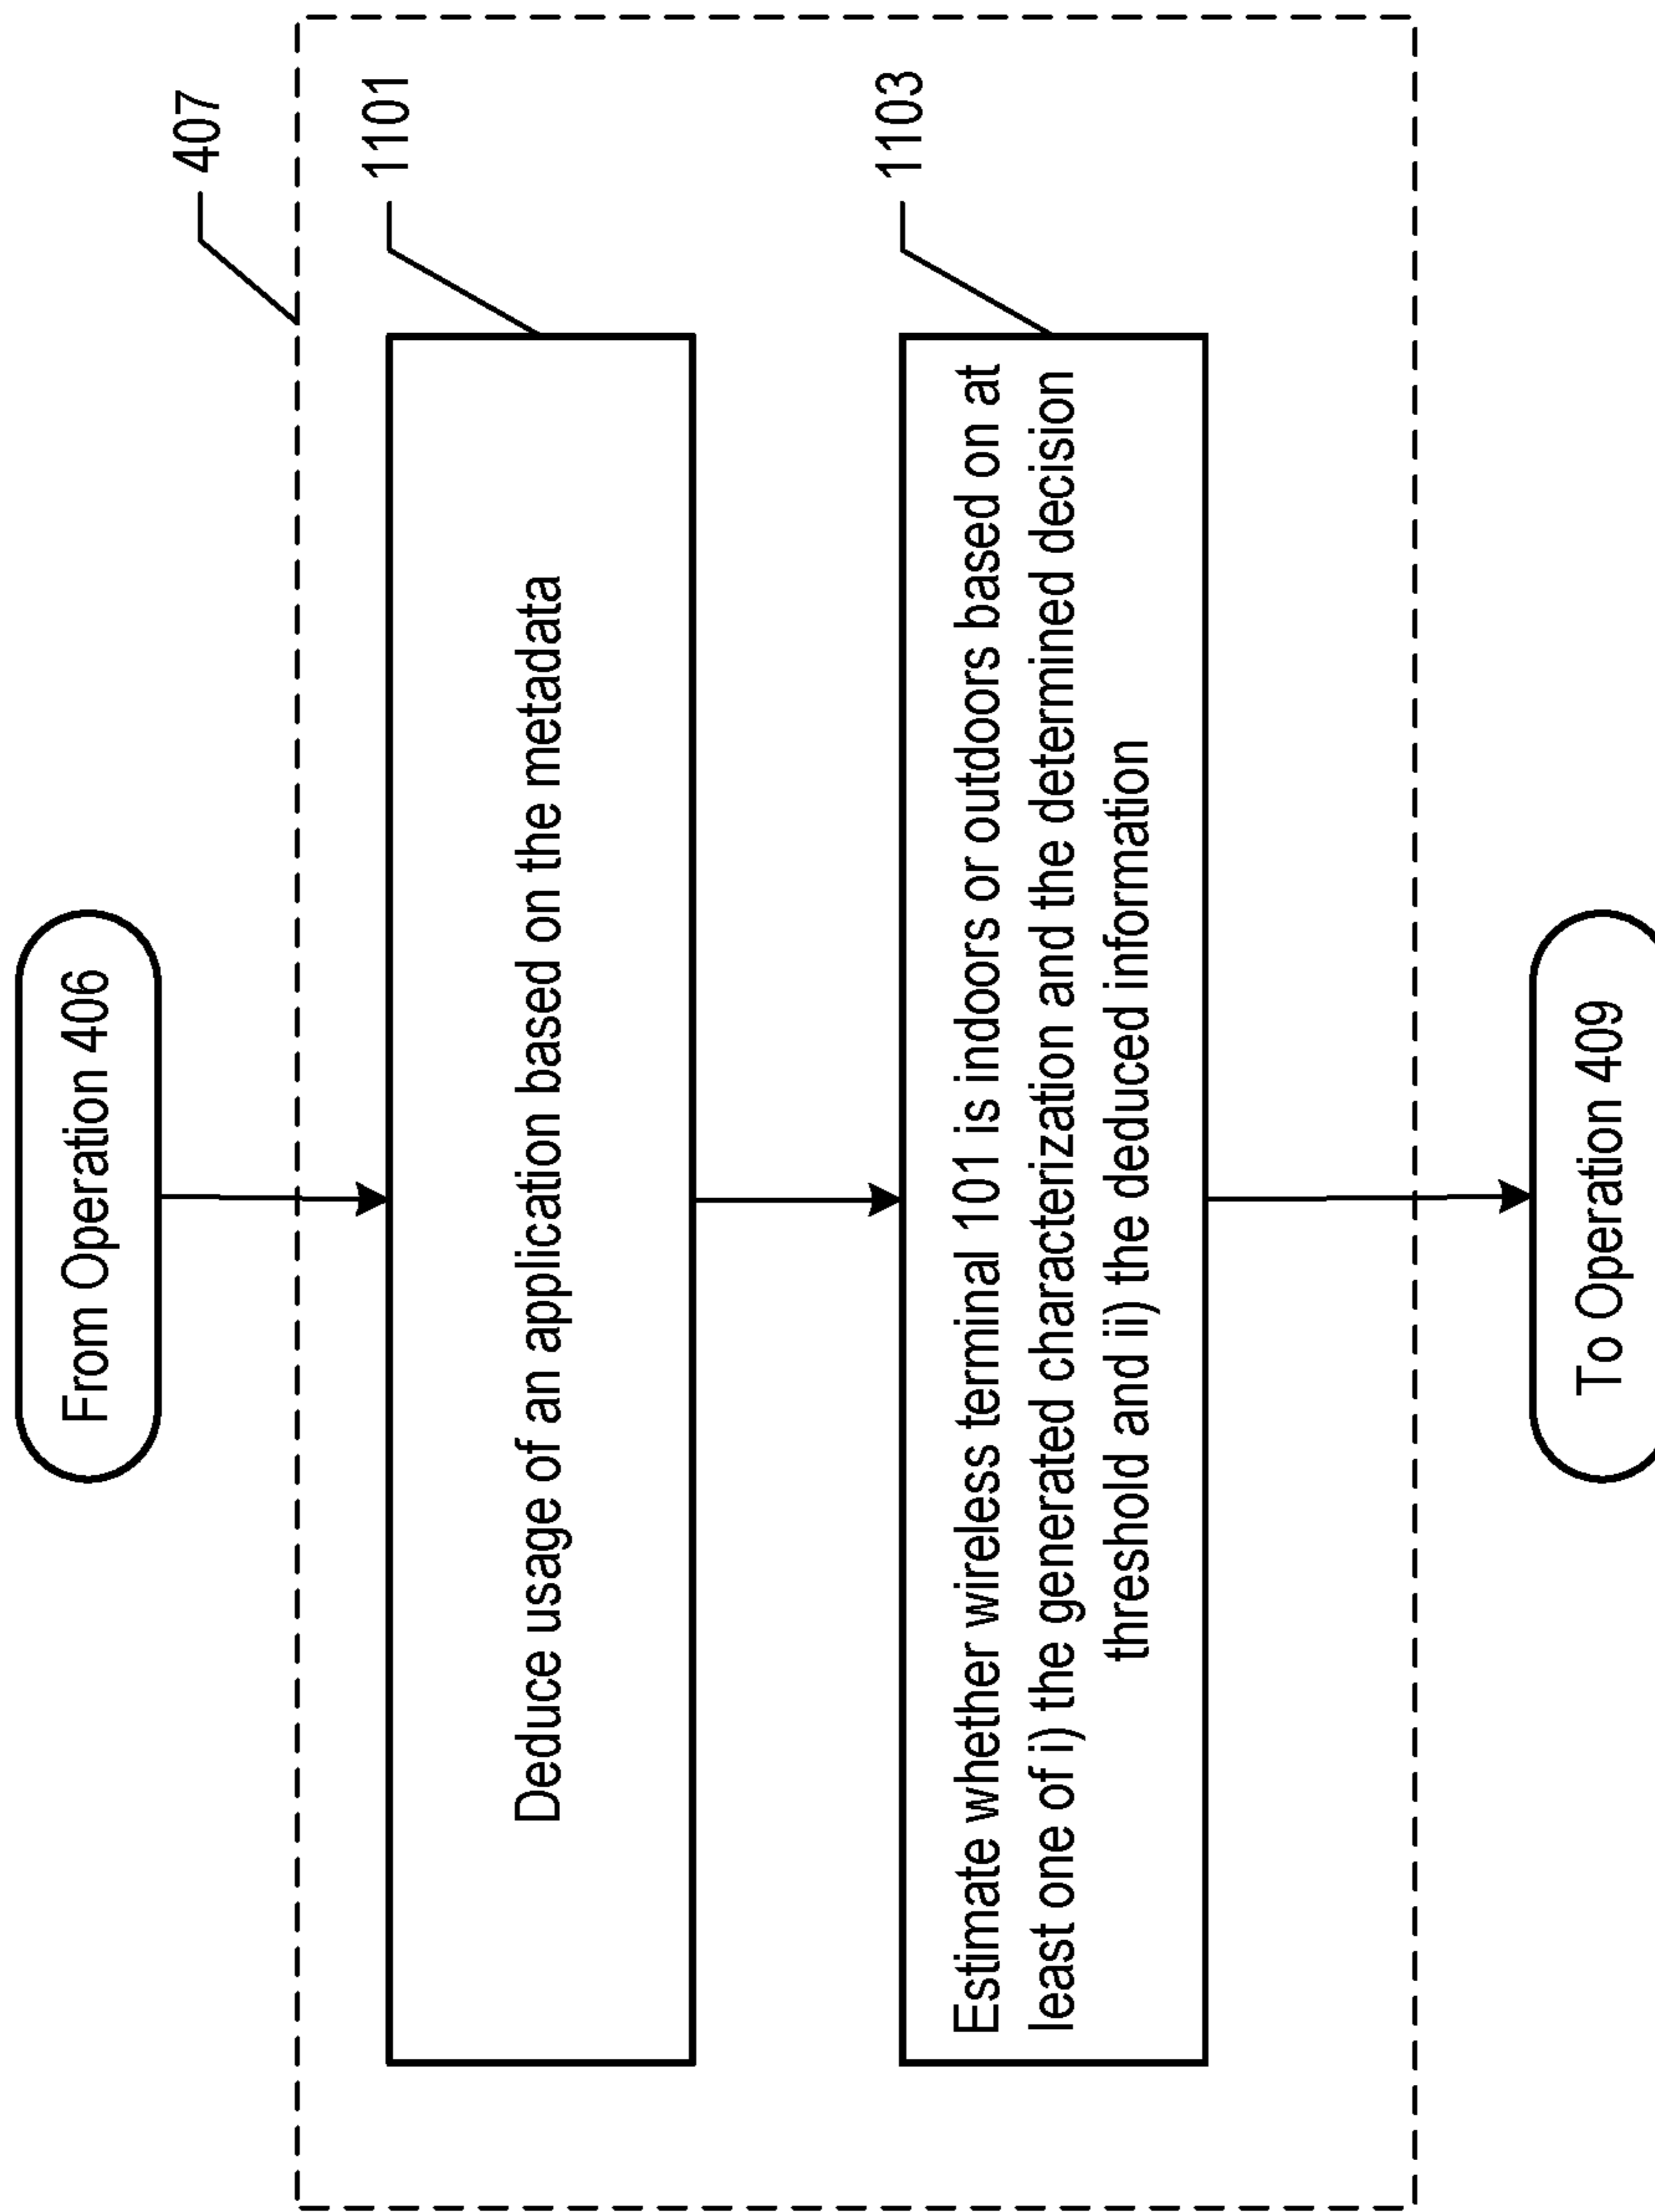 From Operation 406
407
1101
Deduce usage of an application based on the metadata
1103
Estimate whether wireless terminal 101 is indoors or outdoors based on at
least one of i) the generated characterization and the determined decision
threshold and ii) the deduced information
To Operation 409